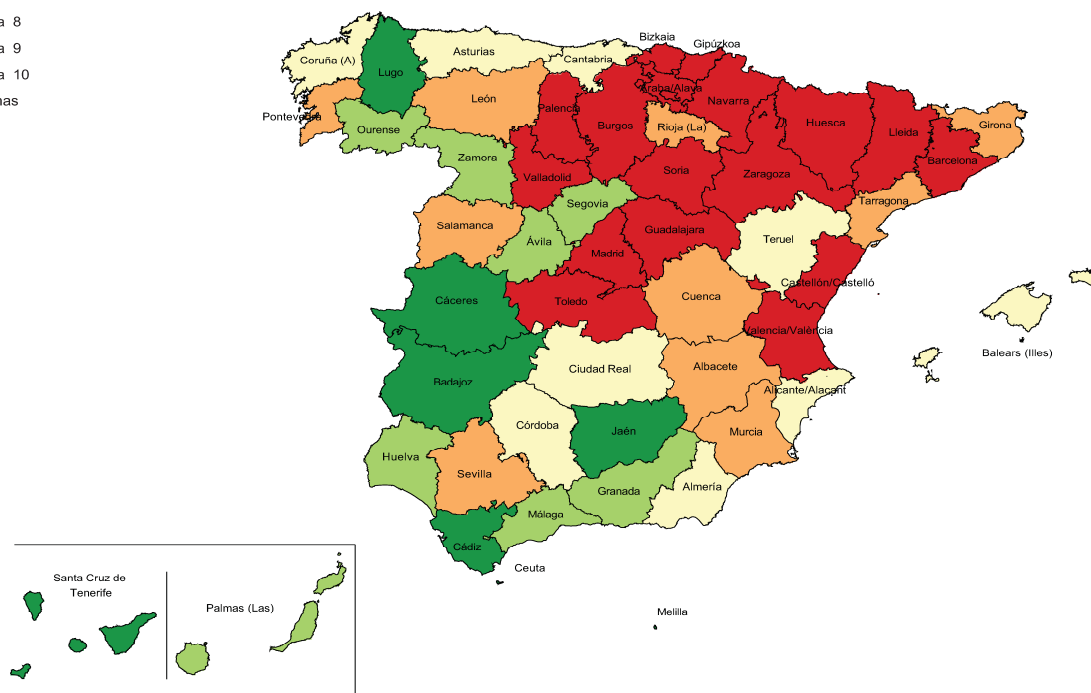 a 8
a 9
a 10
nas
Bizkaia
Gipúzkoa
Asturias
Cantabria
Coruña (A)
Lugo
Araba/Álava
León
Navarra
Palencia
Pontevedra
Ourense
Burgos
Rioja (La)
Huesca
Lleida
Girona
Zamora
Barcelona
Valladolid
Soria
Zaragoza
Segovia
Tarragona
Salamanca
Ávila
Guadalajara
Teruel
Madrid
Castellón/Castelló
Cáceres
Toledo
Cuenca
Valencia/València
Balears (Illes)
Ciudad Real
Albacete
Badajoz
Alicante/Alacant
Córdoba
Jaén
Murcia
Huelva
Sevilla
Granada
Almería
Málaga
Cádiz
Ceuta
Santa Cruz de
Tenerife
Palmas (Las)
Melilla